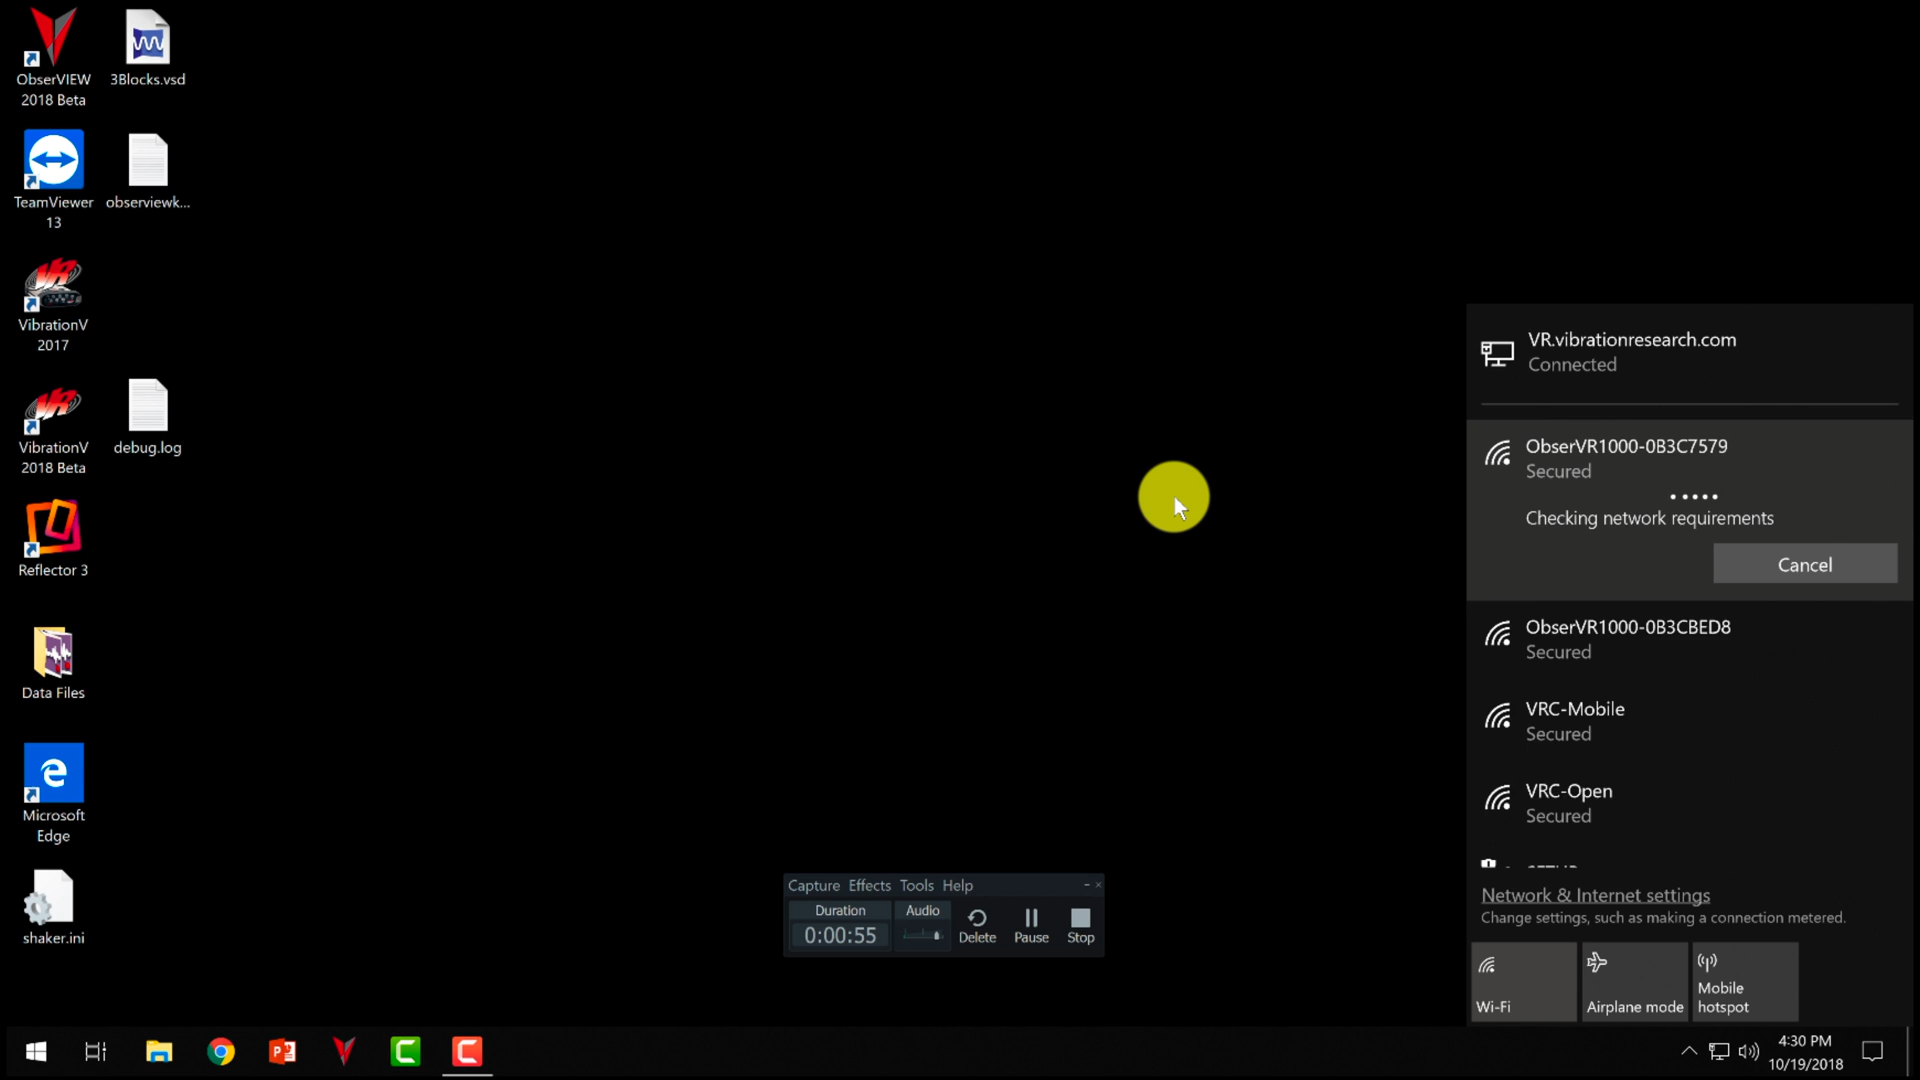 ObserVIEW
2018 Beta
3Blocks.vsd
TeamViewer
13
observiewk...
VibrationV
2017
VibrationV
2018 Beta
debug.log
Reflector 3
Data Files
Microsoft
Edge
shaker.ini
Capture Effects Tools Help
Duration
Audio
0:00:55
Delete
Pause
Stop
VR.vibrationresearch.com
Connected
ObserVR1000-0B3C7579
Secured
Checking network requirements
Cancel
ObserVR1000-0B3CBED8
Secured
VRC-Mobile
Secured
VRC-Open
Secured
Network & Internet settings
Change settings, such as making a connection metered.
Wi-Fi
Airplane mode
Mobile
hotspot
4:30 PM
10/19/2018